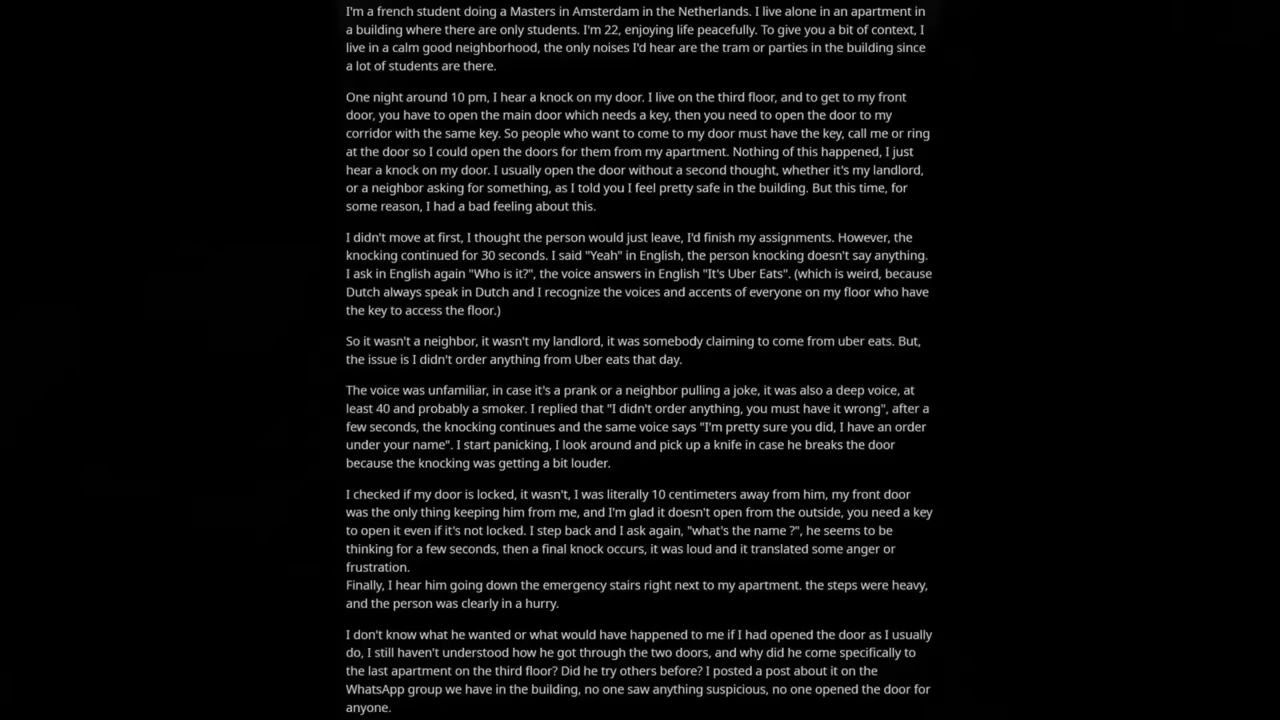 I'm a french student doing a Masters in Amsterdam in the Netherlands. I live alone in an apartment in
a building where there are only students. I'm 22, enjoying life peacefully. To give you a bit of context, I
live in a calm good neighborhood, the only noises I'd hear are the tram or parties in the building since
a lot of students are there.
One night around 10 pm, I hear a knock on my door. I live on the third floor, and to get to my front
door, you have to open the main door which needs a key, then you need to open the door to my
corridor with the same key. So people who want to come to my door must have the key, call me or ring
at the door so I could open the doors for them from my apartment. Nothing of this happened, I just
hear a knock on my door. I usually open the door without a second thought, whether it's my landlord,
or a neighbor asking for something, as I told you I feel pretty safe in the building. But this time, for
some reason, I had a bad feeling about this.
I didn't move at first, I thought the person would just leave, I'd finish my assignments. However, the
knocking continued for 30 seconds. I said "Yeah" in English, the person knocking doesn't say anything.
I ask in English again "Who is it?", the voice answers in English "It's Uber Eats". (which is weird, because
Dutch always speak in Dutch and I recognize the voices and accents of everyone on my floor who have
the key to access the floor.)
So it wasn't a neighbor, it wasn't my landlord, it was somebody claiming to come from uber eats. But,
the issue is I didn't order anything from Uber eats that day.
The voice was unfamiliar, in case it's a prank or a neighbor pulling a joke, it was also a deep voice, at
least 40 and probably a smoker. I replied that "I didn't order anything, you must have it wrong", after a
few seconds, the knocking continues and the same voice says "I'm pretty sure you did, I have an order
under your name". I start panicking, I look around and pick up a knife in case he breaks the door
because the knocking was getting a bit louder.
I checked if my door is locked, it wasn't, I was literally 10 centimeters away from him, my front door
was the only thing keeping him from me, and I'm glad it doesn't open from the outside, you need a key
to open it even if it's not locked. I step back and I ask again, "what's the name ?", he seems to be
thinking for a few seconds, then a final knock occurs, it was loud and it translated some anger or
frustration.
Finally, I hear him going down the emergency stairs right next to my apartment. the steps were heavy,
and the person was clearly in a hurry.
I don't know what he wanted or what would have happened to me if I had opened the door as I usually
do, I still haven't understood how he got through the two doors, and why did he come specifically to
the last apartment on the third floor? Did he try others before? I posted a post about it on the
WhatsApp group we have in the building, no one saw anything suspicious, no one opened the door for
anyone.